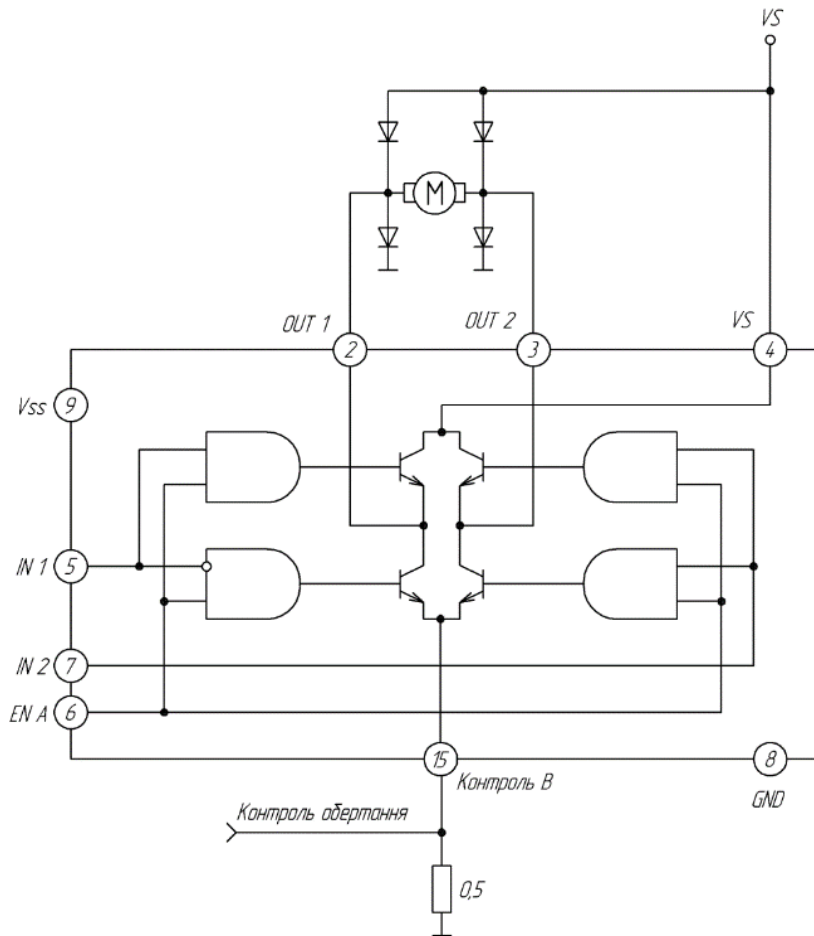 VS
M
OUT 1
OUT 2
VS
2
3
4
Vss
9
IN 1
5
IN 2
7
EN A
6
15
Контроль B
8
GND
Контроль обертання
0,5